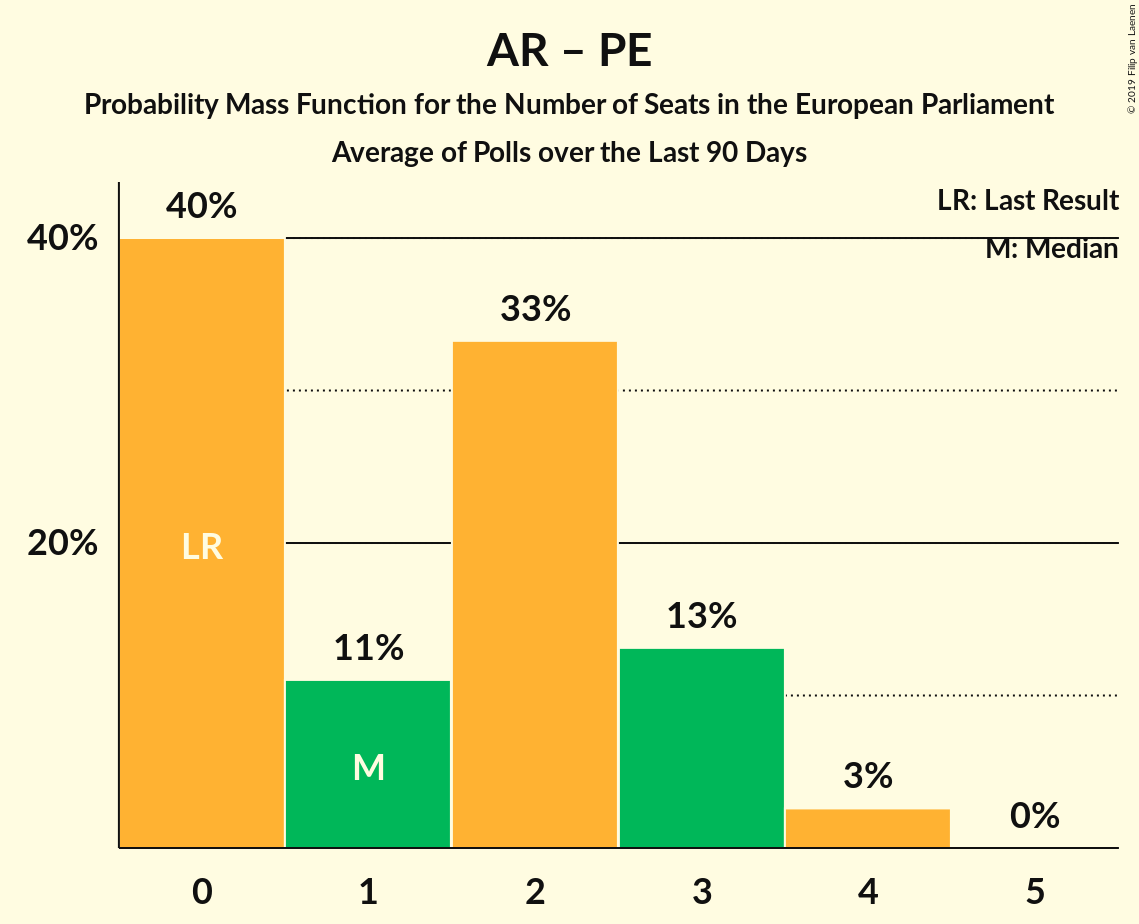 AR – PE
Probability Mass Function for the Number of Seats in the European Parliament
Average of Polls over the Last 90 Days
© 2019 Filip van Laenen
LR: Last Result
M: Median
40%
20%
40%
11%
33%
13%
3%
0%
LR
M
0 1 2 3 4 5